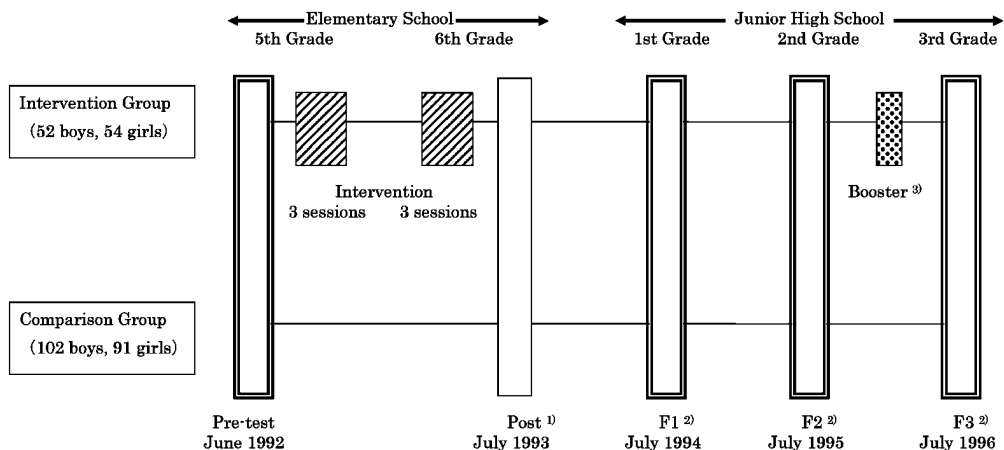 Elementary School
Junior High School
5th Grade
6th Grade
1st Grade
2nd Grade
3rd Grade
Intervention Group
(52 boys, 54 girls)
Intervention
3 sessions
3 sessions
Booster 3)
Comparison Group
(102 boys, 91 girls)
Pre-test
June 1992
Post 1)
July 1993
F1 2)
July 1994
F2 2)
July 1995
F3 2)
July 1996